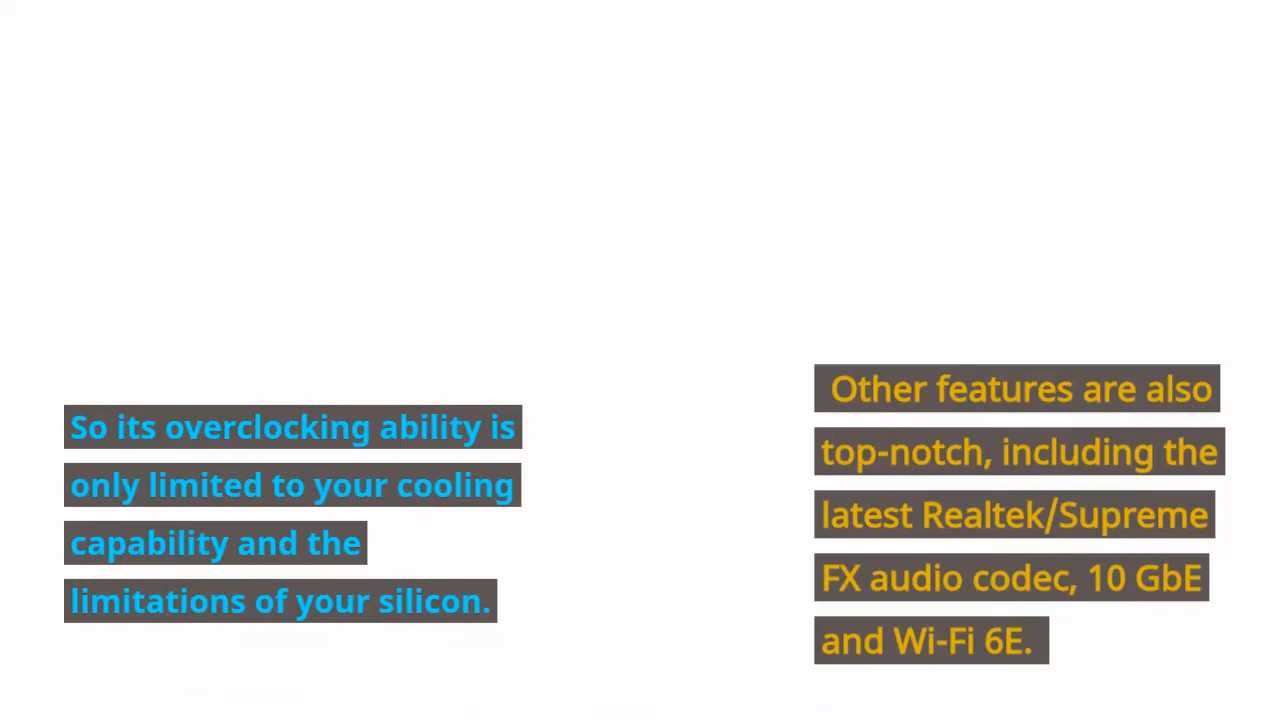 So its overclocking ability is
only limited to your cooling
capability and the
limitations of your silicon.
Other features are also
top-notch, including the
latest Realtek/Supreme
FX audio codec, 10 GbE
and Wi-Fi 6E.